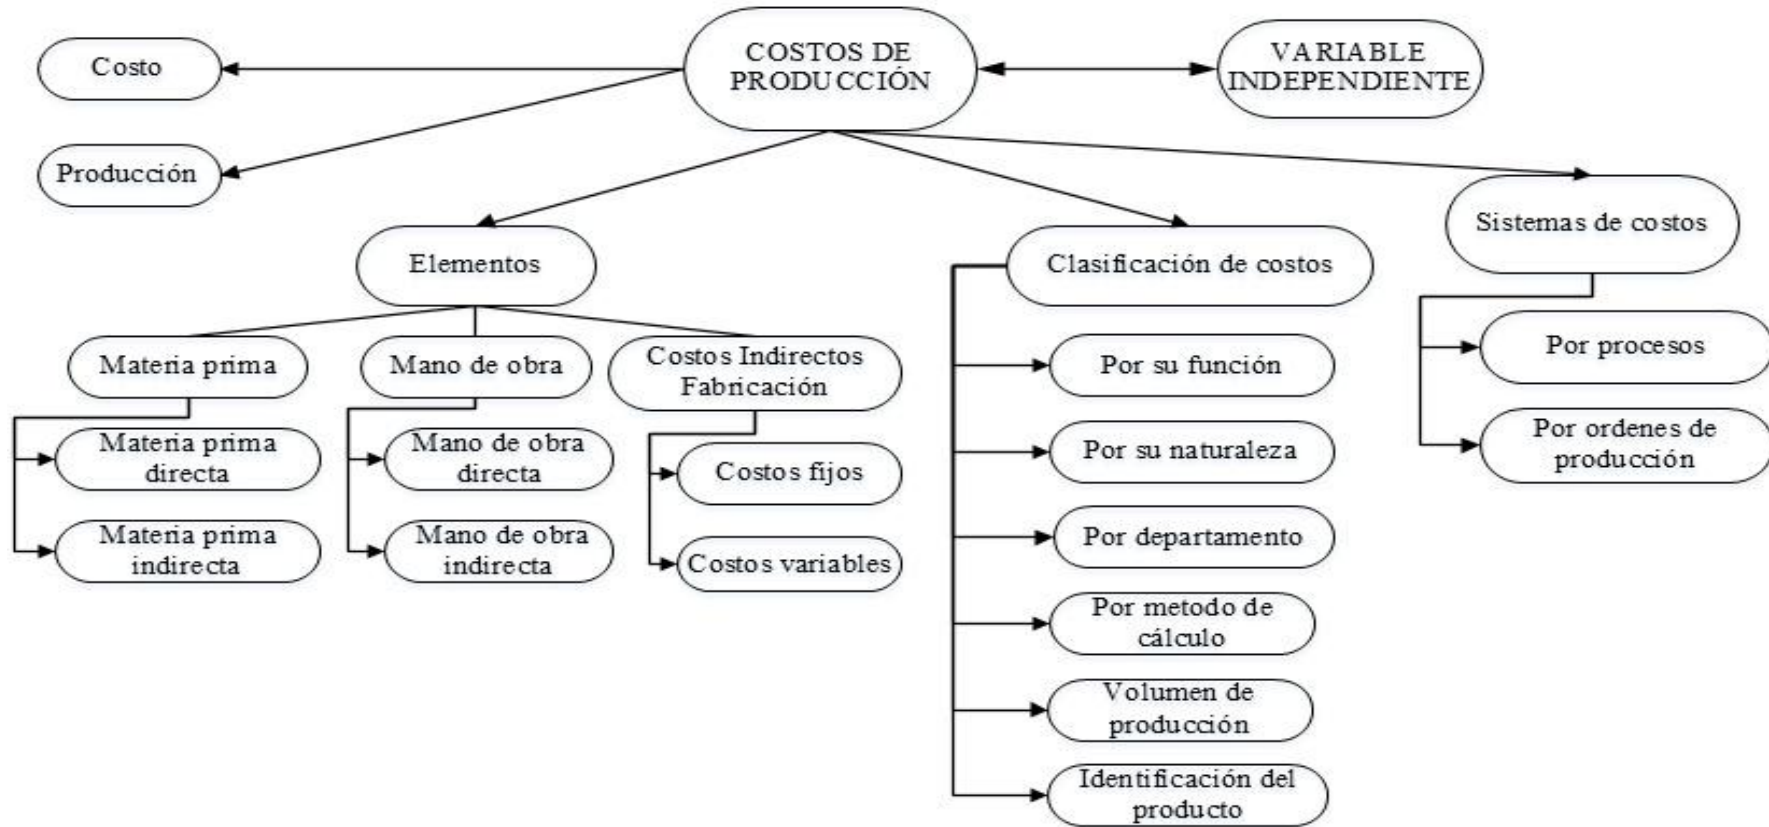 COSTOS DE
PRODUCCIÓN
VARIABLE
INDEPENDIENTE
Costo
Producción
Elementos
Materia prima
Materia prima
directa
Materia prima
indirecta
Mano de obra
Mano de obra
directa
Mano de obra
indirecta
Costos Indirectos
Fabricación
Costos fijos
Costos variables
Clasificación de costos
Por su función
Por su naturaleza
Por departamento
Por metodo de
cálculo
Volumen de
producción
Identificación del
producto
Sistemas de costos
Por procesos
Por ordenes de
producción